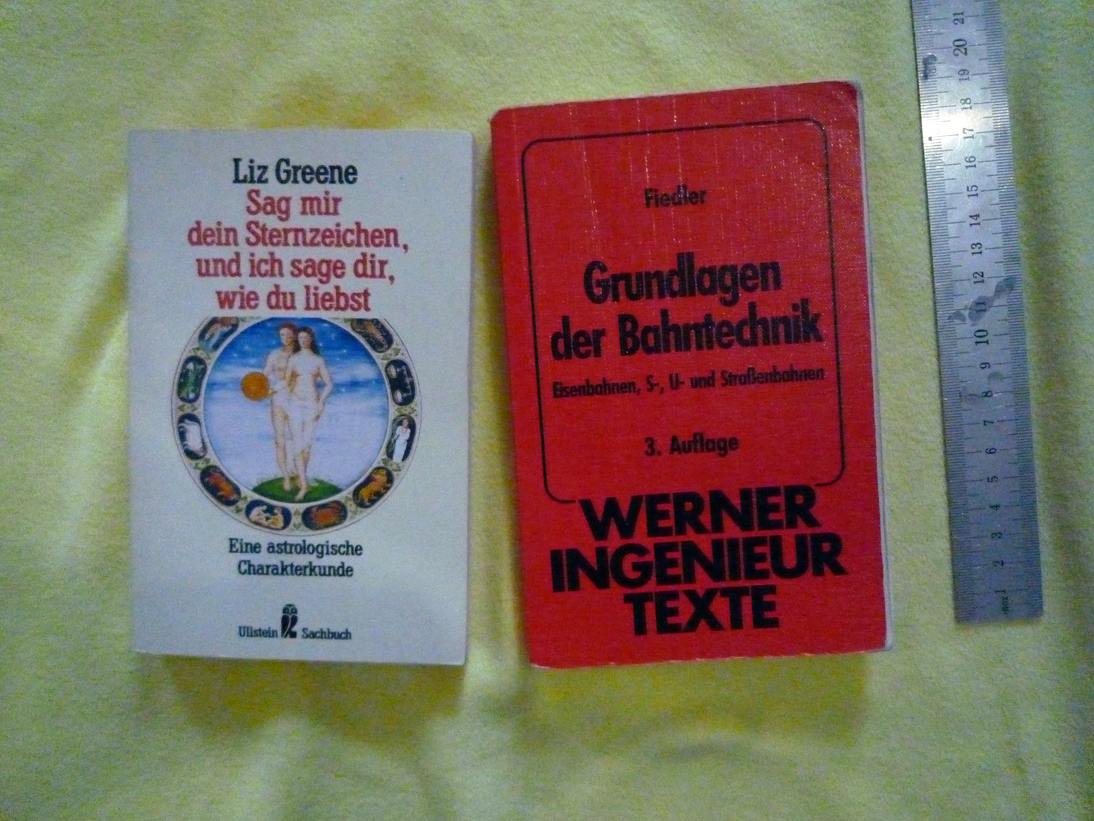 Liz Greene
Sag mir
dein Sternzeichen,
und ich sage dir,
wie du liebst
Eine astrologische
Charakterkunde
Ullstein Sachbuch
Fiedler
Grundlagen
der Bahntechnik
Eisenbahnen, S-, U- und Straßenbahnen
3. Auflage
WERNER
INGENIEUR
TEXTE
21
20
19
18
17
16
15
14
13
12
11
10
9
8
7
6
5
4
3
2
1